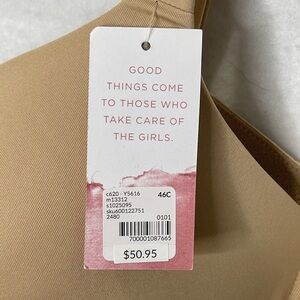 GOOD
THINGS COME
TO THOSE WHO
TAKE CARE OF
THE GIRLS.
c620 - Y5616
46C
m13312
s1025095
sku600122751
2480
0101
700001087665
$50.95